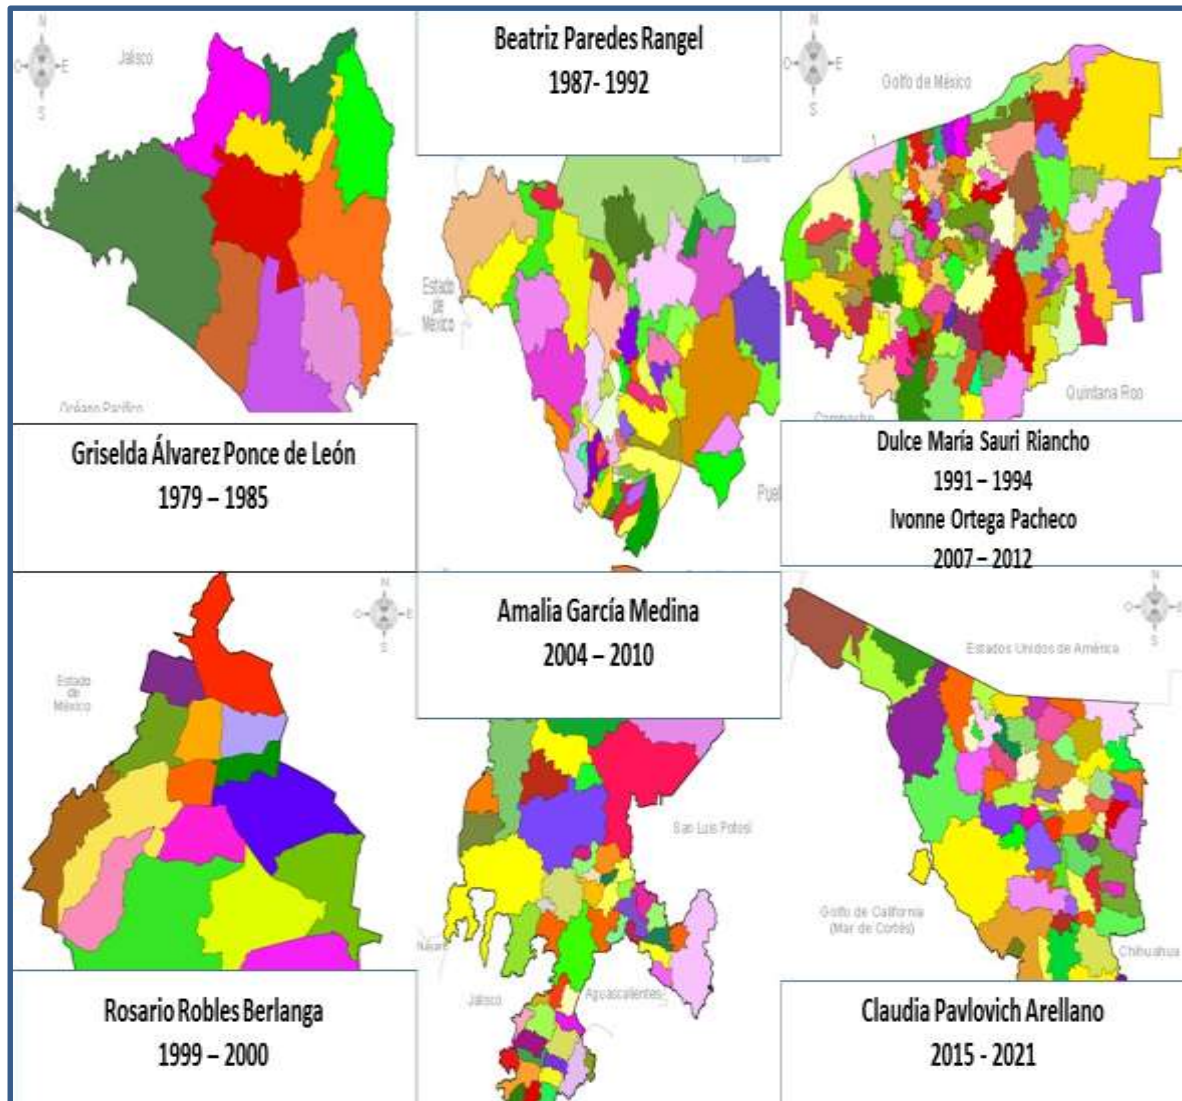 N
Jalisco
O
E
S
Océano Pacífico
Griselda Álvarez Ponce de León
1979 – 1985
Beatriz Paredes Rangel
1987- 1992
Estado
de
México
N
Golfo de México
O
E
S
Quintana Roo
Campeche
Dulce María Sauri Riancho
1991 – 1994
Ivonne Ortega Pacheco
2007 – 2012
N
O
E
S
Estado
de
México
Rosario Robles Berlanga
1999 – 2000
Amalia García Medina
2004 – 2010
San Luis Potosí
Jalisco
Aguascalientes
N
O
S
Estados Unidos de América
Golfo de California
(Mar de Cortés)
Chihuahua
Claudia Pavlovich Arellano
2015 - 2021